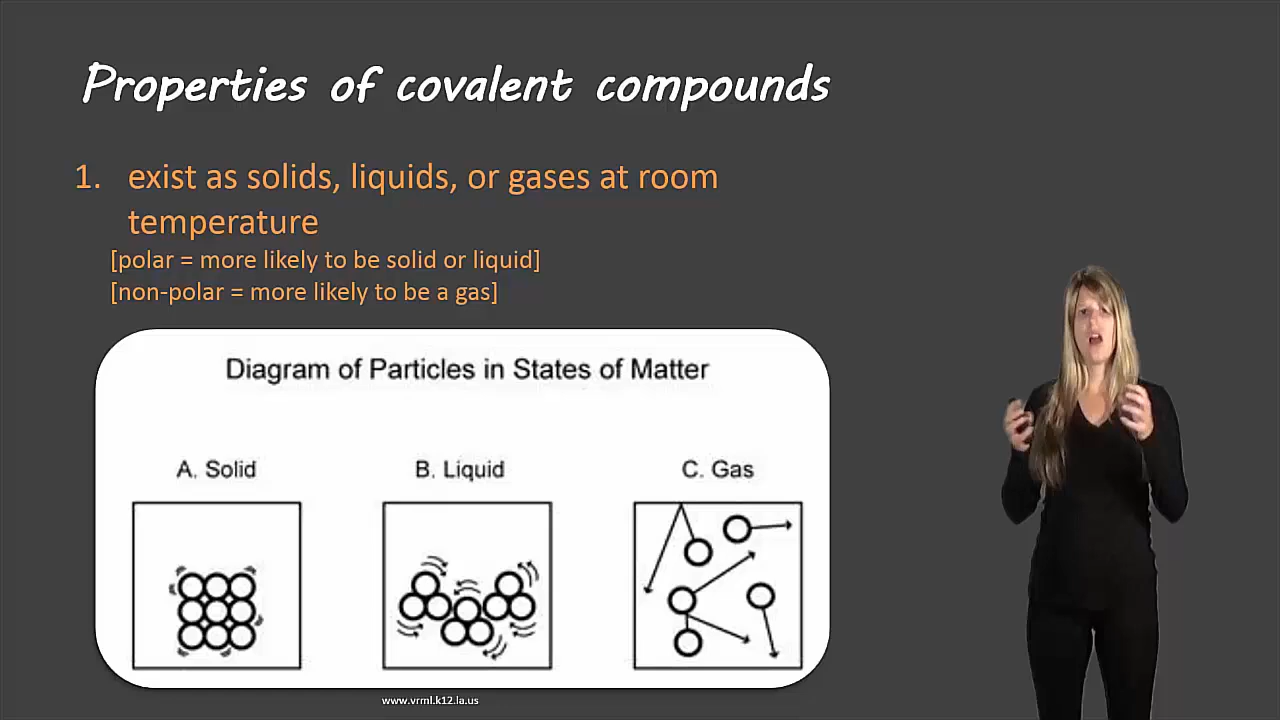 Properties of covalent compounds
1. exist as solids, liquids, or gases at room
temperature
[polar = more likely to be solid or liquid]
[non-polar = more likely to be a gas]
Diagram of Particles in States of Matter
A. Solid
B. Liquid
C. Gas
www.vrml.k12.la.us